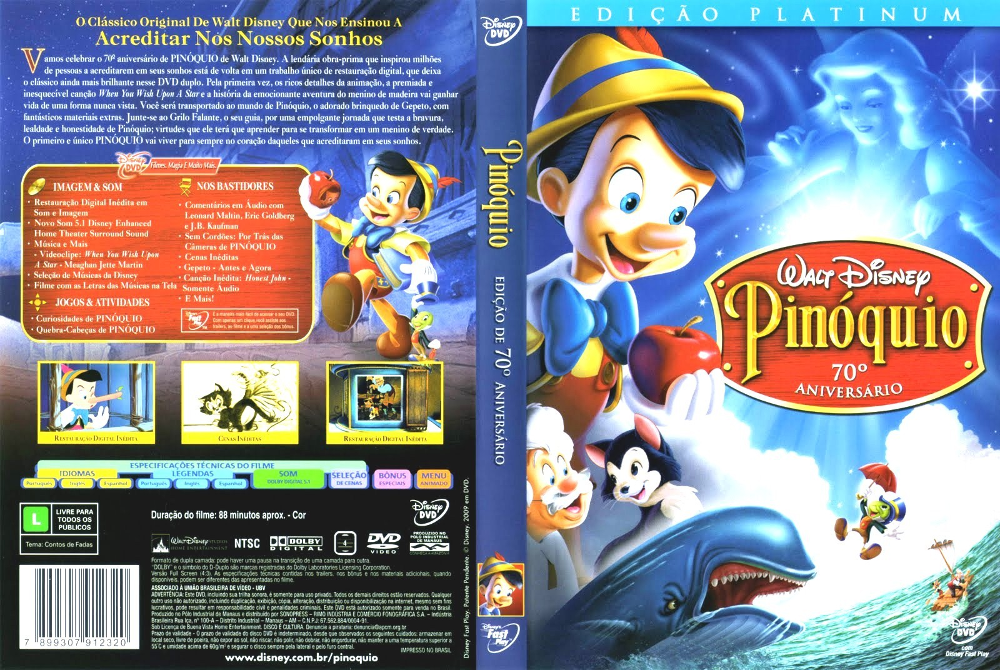 O Clássico Original De Walt Disney Que Nos Ensinou A
Acreditar Nos Nossos Sonhos
Vamos celebrar o 70º aniversário de PINÓQUIO de Walt Disney. A lendária obra-prima que inspirou milhões
de pessoas a acreditarem em seus sonhos está de volta em um trabalho único de restauração digital, que deixa
o clássico ainda mais brilhante nesse DVD duplo. Pela primeira vez, os ricos detalhes da animação, a premiada e
inesquecível canção When You Wish Upon A Star e a história da emocionante aventura do menino de madeira vai ganhar
vida de uma forma nunca vista. Você será transportado ao mundo de Pinóquio, o adorado brinquedo de Gepeto, com
fantásticos materiais extras. Junte-se ao Grilo Falante, o seu guia, por uma empolgante jornada que testa a bravura,
lealdade e honestidade de Pinóquio; virtudes que ele terá que aprender para se transformar em um menino de verdade.
O primeiro e único PINÓQUIO vai viver para sempre no coração daqueles que acreditaram em seus sonhos.
Disney DVD Filmes. Magia E Muito Mais.
IMAGEM & SOM
· Restauração Digital Inédita em
Som e Imagem
· Novo Som 5.1 Disney Enhanced
Home Theater Surround Sound
· Música e Mais
- Videoclipe: When You Wish Upon
A Star - Meaghan Jette Martin
· Seleção de Músicas da Disney
· Filme com as Letras das Músicas na Tela
JOGOS & ATIVIDADES
· Curiosidades de PINÓQUIO
· Quebra-Cabeças de PINÓQUIO
NOS BASTIDORES
· Comentários em Áudio com
Leonard Maltin, Eric Goldberg
e J.B. Kaufman
· Sem Cordões: Por Trás das
Câmeras de PINÓQUIO
· Cenas Inéditas
· Gepeto - Antes e Agora
· Canção Inédita: Honest John -
Somente Áudio
· E Mais!
Disney's Fast Play™
É a maneira mais fácil de acessar o seu DVD.
Com apenas um clique, você assiste aos
trailers, ao filme e a uma seleção dos bônus.
Restauração Digital Inédita
Cenas Inéditas
Restauração Digital Inédita
ESPECIFICAÇÕES TÉCNICAS DO FILME
IDIOMAS
Português Inglês Espanhol
LEGENDAS
Português Inglês Espanhol
SOM
DOLBY DIGITAL 5.1
SELEÇÃO
DE CENAS
BÔNUS
ESPECIAIS
MENU
ANIMADO
L
LIVRE PARA
TODOS OS
PÚBLICOS
Tema: Contos de Fadas
Duração do filme: 88 minutos aprox. - Cor
Disney DVD
WALT DISNEY STUDIOS
HOME ENTERTAINMENT
NTSC
DOLBY
DIGITAL
4
DVD
VIDEO
PRODUZIDO NO
PÓLO INDUSTRIAL
DE MANAUS
CONHEÇA A AMAZÔNIA
Formato de dupla camada: pode haver uma pausa na transição de uma camada para outra.
"DOLBY" e o símbolo do D-Duplo são marcas registradas do Dolby Laboratories Licensing Corporation.
Versão Full Screen (4:3). As especificações técnicas contidas nos trailers, nos bônus e nos materiais adicionais, quando
disponíveis, podem ser diferentes das apresentadas no filme.
ASSOCIADO À UNIÃO BRASILEIRA DE VÍDEO - UBV
ADVERTÊNCIA: Este DVD, incluindo sua trilha sonora, é somente para uso privado. Todos os demais direitos estão reservados. Qualquer
outro uso não autorizado, incluindo duplicação, exibição, cópia, alteração, distribuição ou disponibilização na internet, mesmo sem fins
lucrativos, pode resultar em responsabilidade civil e penalidades criminais. Este DVD está autorizado somente para venda no Brasil.
Produzido no Pólo Industrial de Manaus e distribuído por SONOPRESS – RIMO INDÚSTRIA E COMÉRCIO FONOGRÁFICA S.A. – Indústria
Brasileira Rua Iça, nº 100-A – Distrito Industrial – Manaus – AM – C.N.P.J: 67.562.884/0004-91.
Sob Licença de Buena Vista Home Entertainment. DISCO É CULTURA. Denuncie a pirataria: denuncia@apcm.org.br
Prazo de validade - O prazo de validade do disco DVD é indeterminado, desde que observados os seguintes cuidados: armazenar em
local seco, livre de poeira, não expor ao sol, não riscar, não polir, não dobrar, não engordurar, não manter a uma temperatura superior a
55°C e umidade acima de 60g/m³ e segurar o disco sempre pela lateral e pelo furo central.
IMPRESSO NO BRASIL
7 899307 912320
www.disney.com.br/pinoquio
Disney Fast Play. Patente Pendente. © Disney. 2009 em DVD.
Disney DVD
Pinóquio
EDIÇÃO DE 70º ANIVERSÁRIO
Disney's Fast Play™
EDIÇÃO PLATINUM
WALT DISNEY
Pinóquio
70º
ANIVERSÁRIO
Disney DVD
com
Disney Fast Play